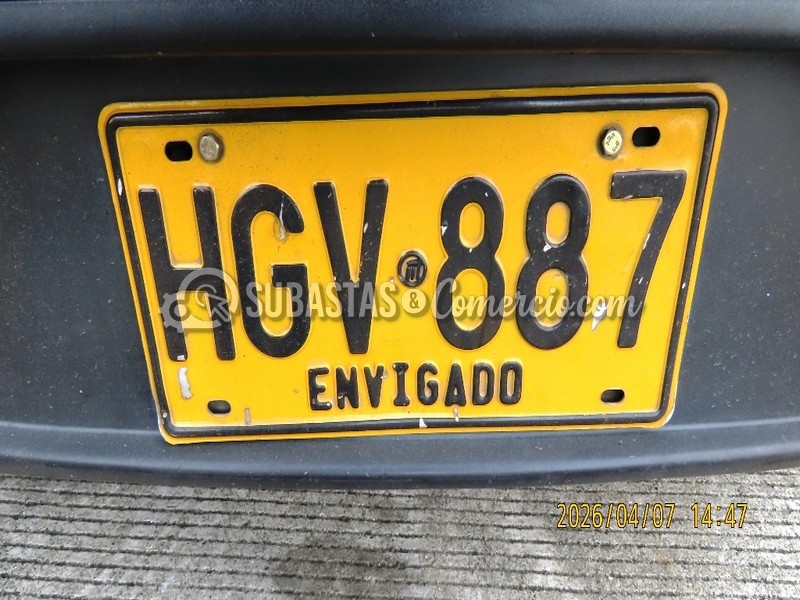 HGV 887
SUBASTAS & Comercio.com
ENVIGADO
2026/04/07 14:47